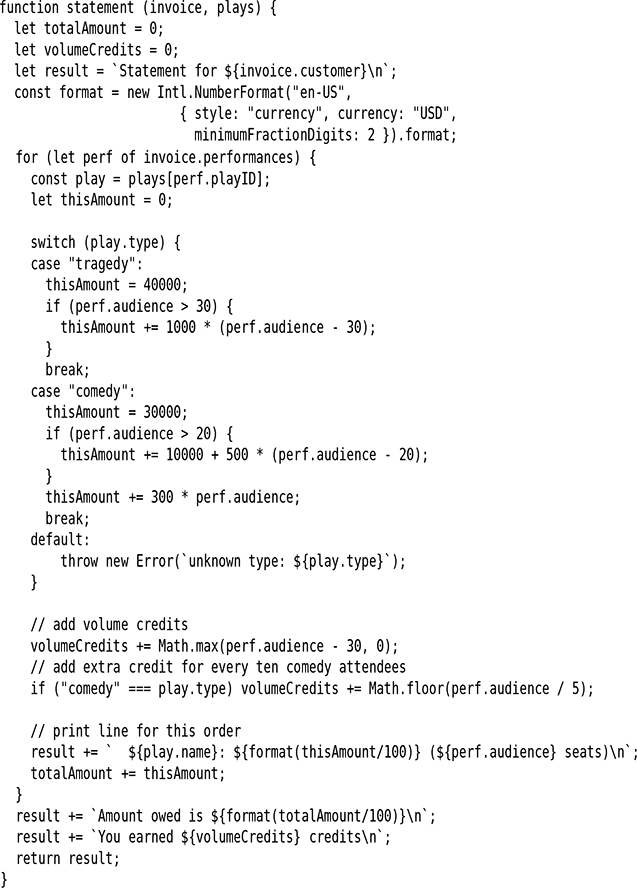 function statement (invoice, plays) {
  let totalAmount = 0;
  let volumeCredits = 0;
  let result = `Statement for ${invoice.customer}\n`;
  const format = new Intl.NumberFormat("en-US",
                        { style: "currency", currency: "USD",
                          minimumFractionDigits: 2 }).format;
  for (let perf of invoice.performances) {
    const play = plays[perf.playID];
    let thisAmount = 0;

    switch (play.type) {
    case "tragedy":
      thisAmount = 40000;
      if (perf.audience > 30) {
        thisAmount += 1000 * (perf.audience - 30);
      }
      break;
    case "comedy":
      thisAmount = 30000;
      if (perf.audience > 20) {
        thisAmount += 10000 + 500 * (perf.audience - 20);
      }
      thisAmount += 300 * perf.audience;
      break;
    default:
        throw new Error(`unknown type: ${play.type}`);
    }

    // add volume credits
    volumeCredits += Math.max(perf.audience - 30, 0);
    // add extra credit for every ten comedy attendees
    if ("comedy" === play.type) volumeCredits += Math.floor(perf.audience / 5);

    // print line for this order
    result += `  ${play.name}: ${format(thisAmount/100)} (${perf.audience} seats)\n`;
    totalAmount += thisAmount;
  }
  result += `Amount owed is ${format(totalAmount/100)}\n`;
  result += `You earned ${volumeCredits} credits\n`;
  return result;
}